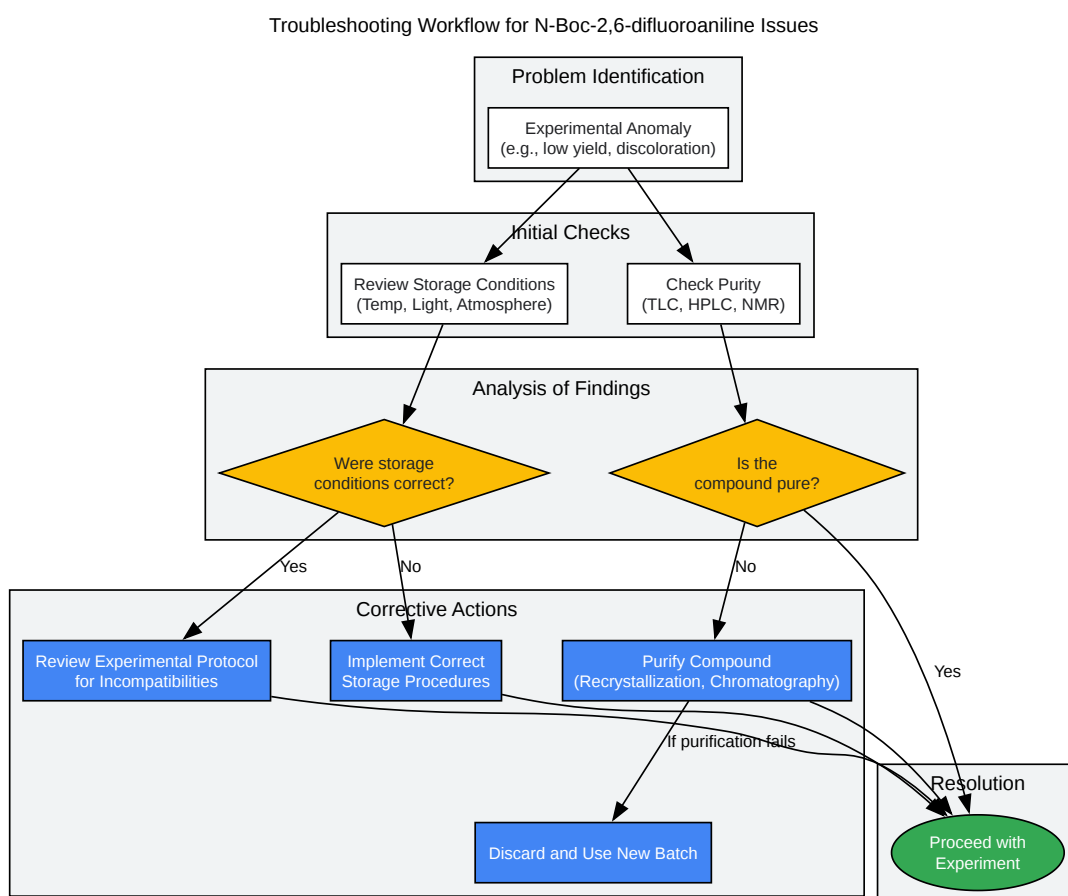 Troubleshooting Workflow for N-Boc-2,6-difluoroaniline Issues
Problem Identification
Experimental Anomaly
(e.g., low yield, discoloration)
Initial Checks
Review Storage Conditions
(Temp, Light, Atmosphere)
Check Purity
(TLC, HPLC, NMR)
Analysis of Findings
Were storage
conditions correct?
Is the
compound pure?
Yes
No
No
Yes
Corrective Actions
Review Experimental Protocol
for Incompatibilities
Implement Correct
Storage Procedures
Purify Compound
(Recrystallization, Chromatography)
If purification fails
Discard and Use New Batch
Resolution
Proceed with
Experiment